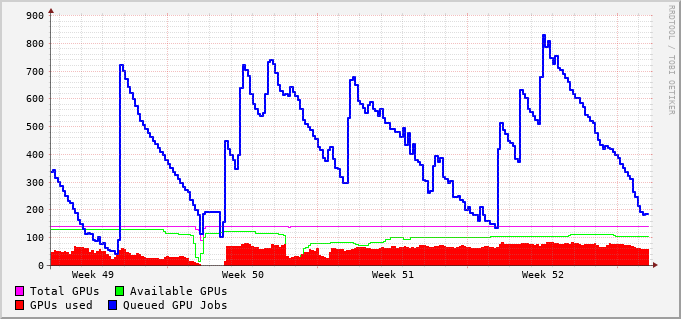 900
800
700
600
500
400
300
200
100
0
Week 49 Week 50 Week 51 Week 52
Total GPUs Available GPUs
GPUs used Queued GPU Jobs
RRDTOOL / TOBI OETIKER